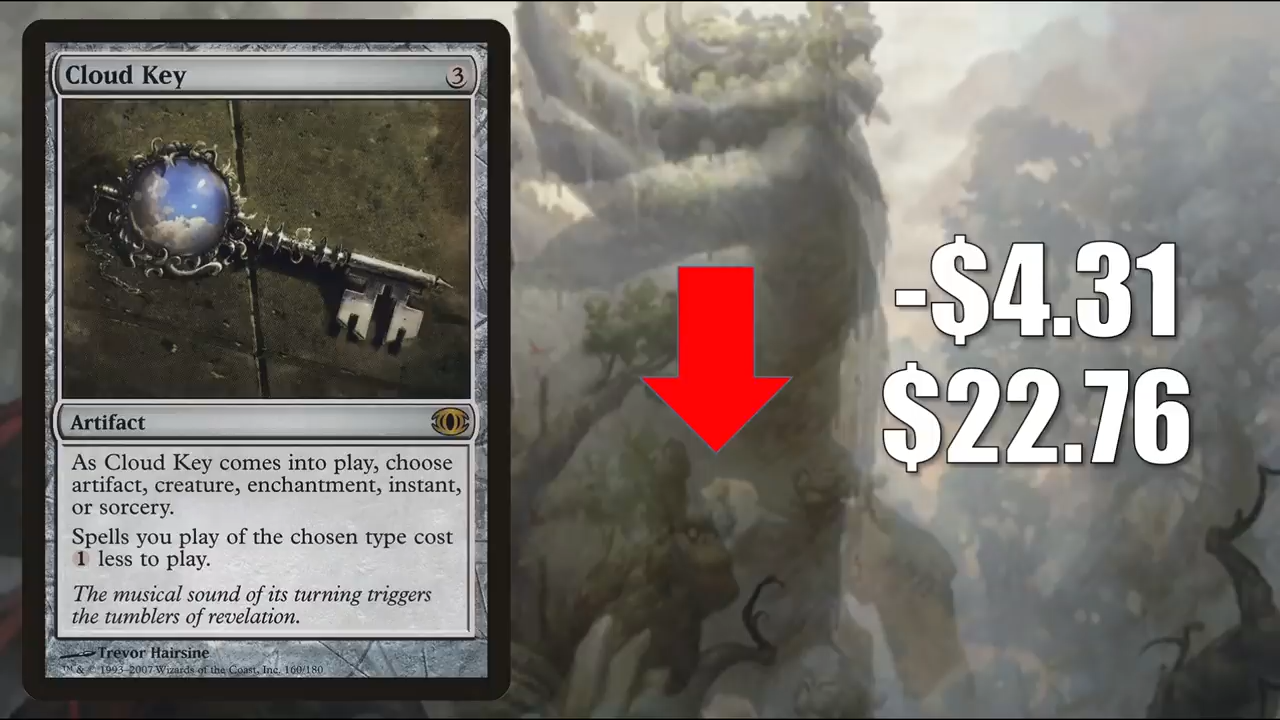 Cloud Key 3
Artifact
As Cloud Key comes into play, choose
artifact, creature, enchantment, instant,
or sorcery.
Spells you play of the chosen type cost
1 less to play.
The musical sound of its turning triggers
the tumblers of revelation.
Trevor Hairsine
™ & © 1993–2007 Wizards of the Coast, Inc. 160/180
-$4.31
$22.76